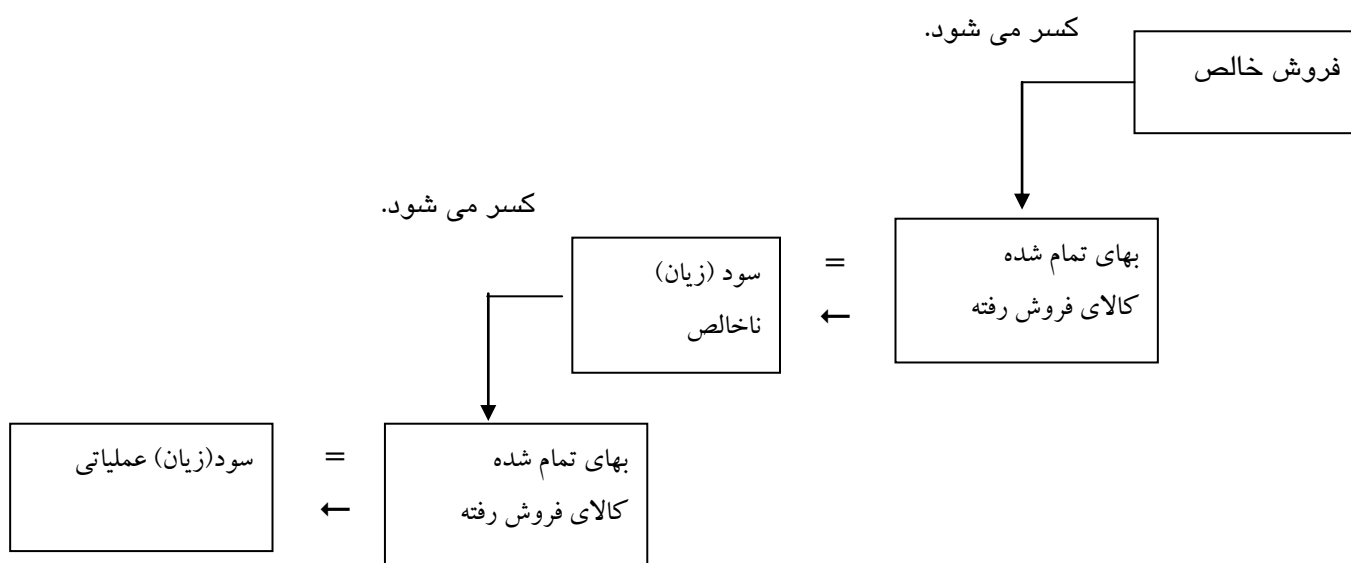 کسر می شود.
فروش خالص
کسر می شود.
بهای تمام شده
کالای فروش رفته
=
←
سود (زیان)
ناخالص
بهای تمام شده
کالای فروش رفته
=
←
سود(زیان) عملیاتی